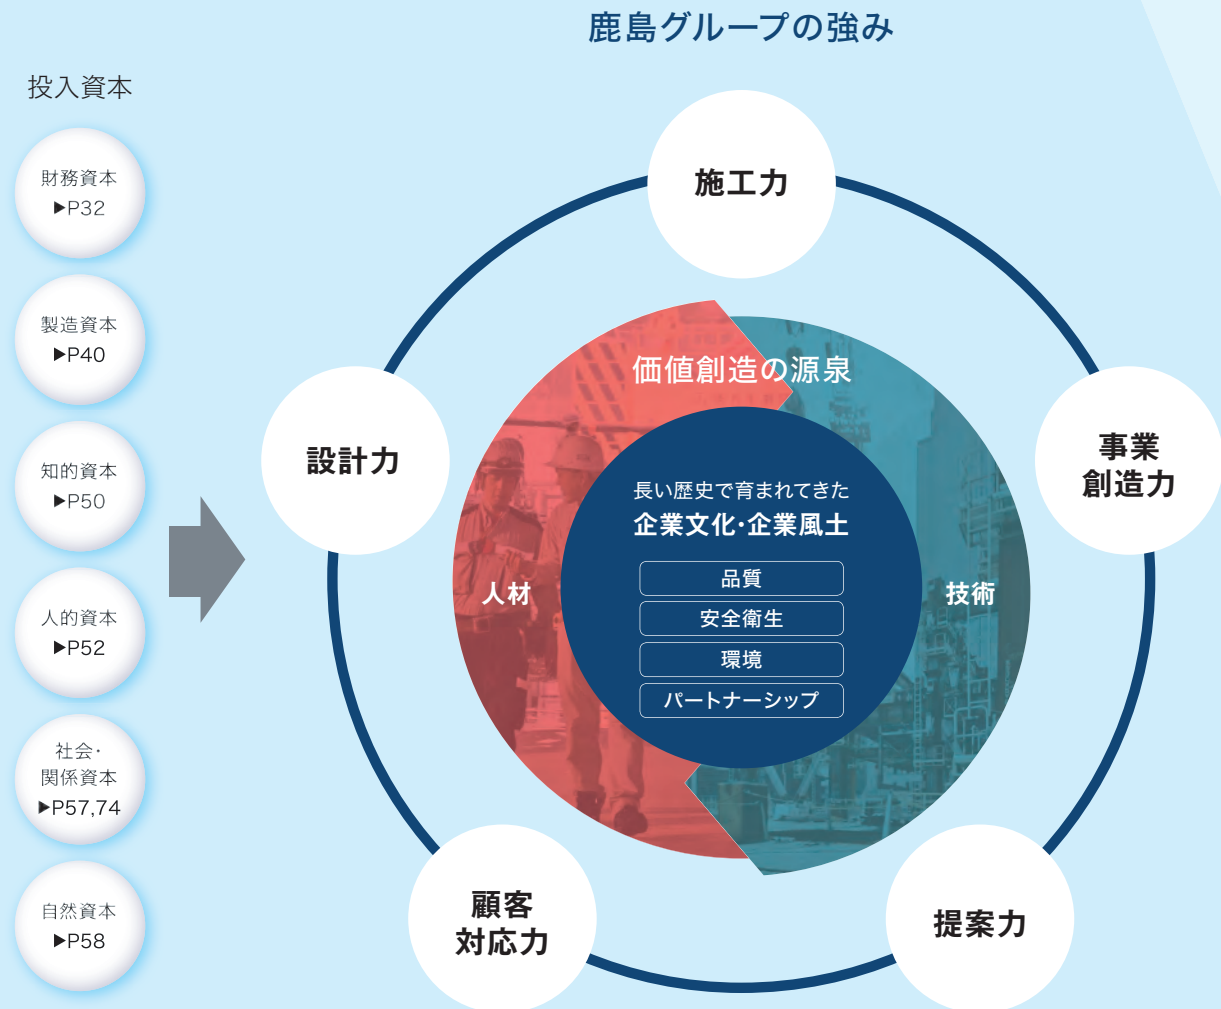 鹿島グループの強み
投入資本
財務資本
▶P32
製造資本
▶P40
知的資本
▶P50
人的資本
▶P52
社会・
関係資本
▶P57,74
自然資本
▶P58
施工力
設計力
事業
創造力
顧客
対応力
提案力
価値創造の源泉
人材
技術
長い歴史で育まれてきた
企業文化・企業風土
品質
安全衛生
環境
パートナーシップ